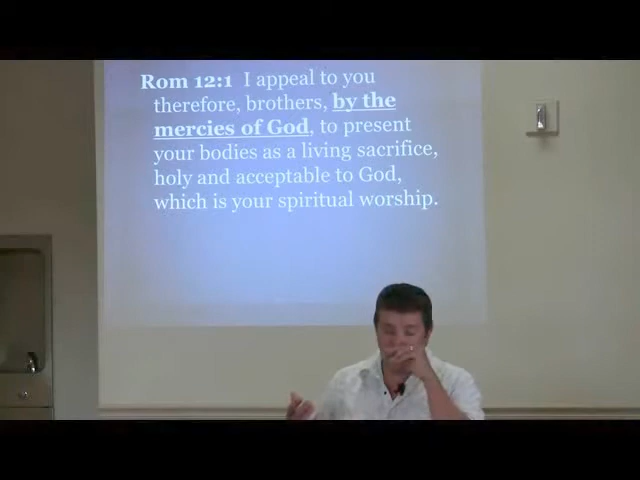 Rom 12:1 I appeal to you
therefore, brothers, by the
mercies of God, to present
your bodies as a living sacrifice,
holy and acceptable to God,
which is your spiritual worship.